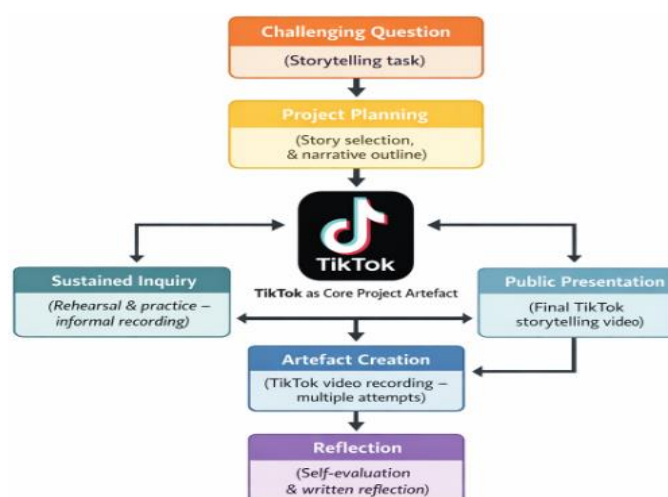 Challenging Question
(Storytelling task)
Project Planning
(Story selection,
& narrative outline)
TikTok
TikTok as Core Project Artefact
Sustained Inquiry
(Rehearsal & practice –
informal recording)
Public Presentation
(Final TikTok
storytelling video)
Artefact Creation
(TikTok video recording –
multiple attempts)
Reflection
(Self-evaluation
& written reflection)